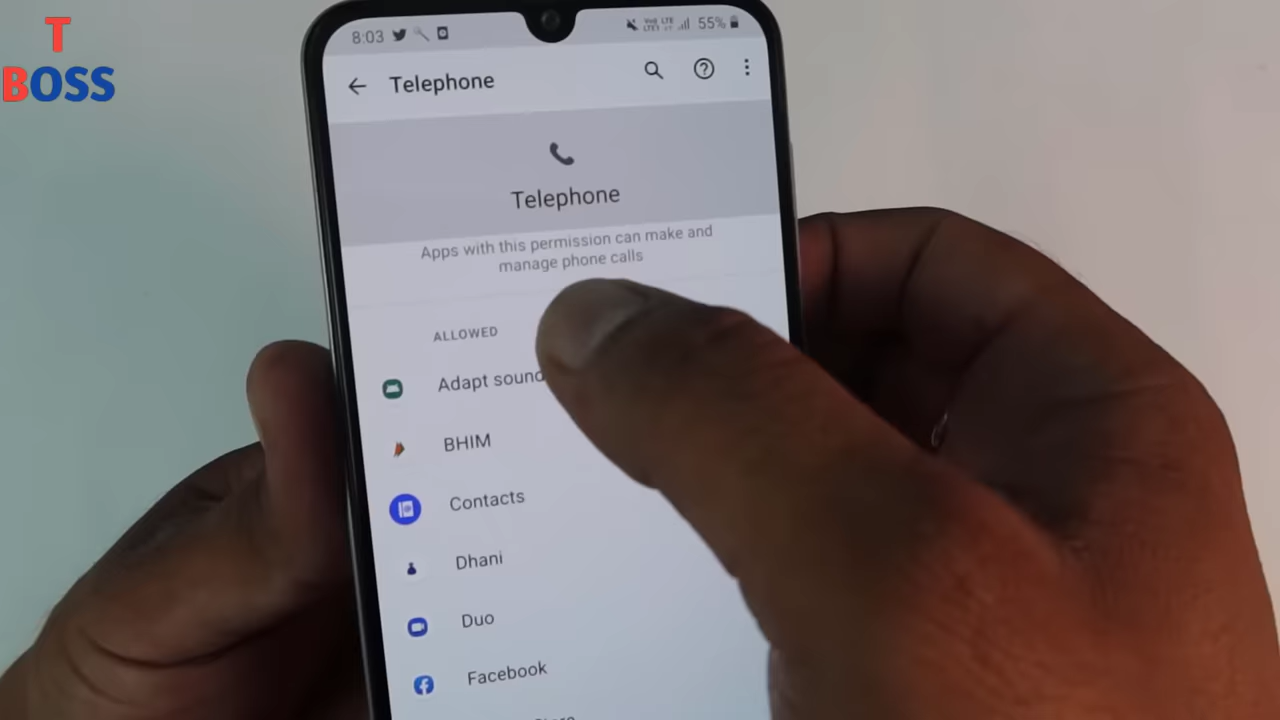 T
BOSS
8:03
55%
Telephone
Telephone
Apps with this permission can make and
manage phone calls
ALLOWED
Adapt sound
BHIM
Contacts
Dhani
Duo
Facebook